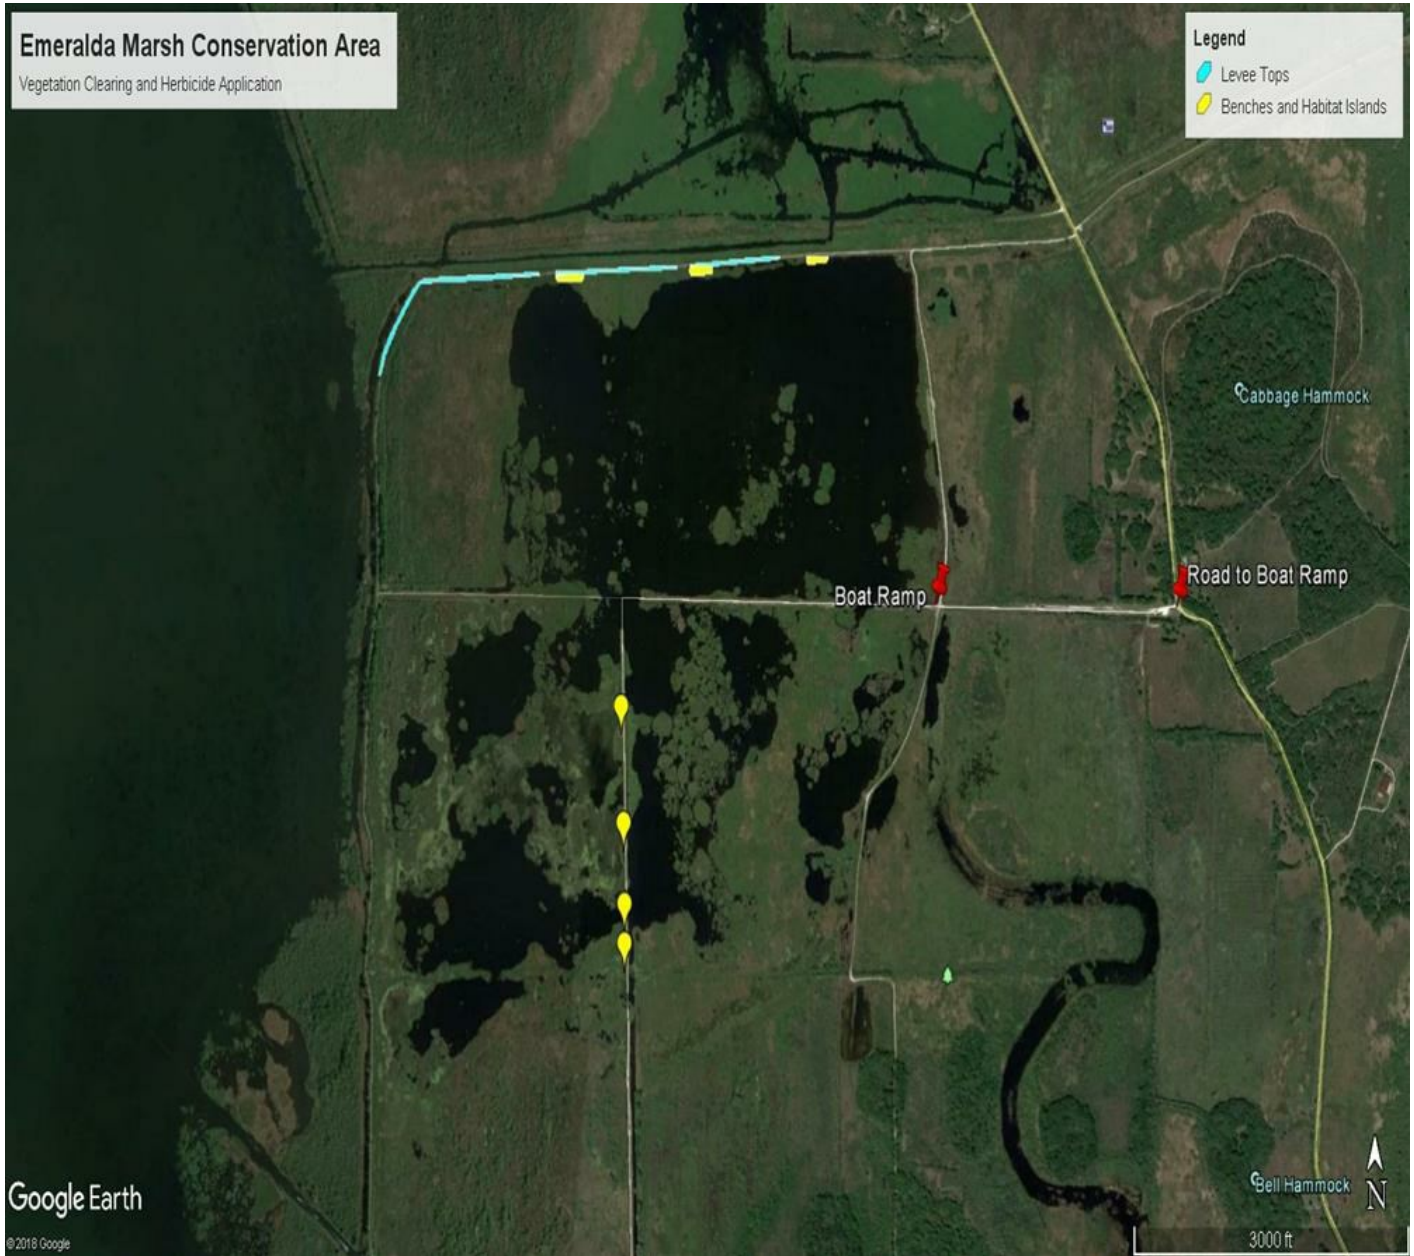 Emeralda Marsh Conservation Area
Vegetation Clearing and Herbicide Application
Legend
Levee Tops
Benches and Habitat Islands
Cabbage Hammock
Boat Ramp
Road to Boat Ramp
Bell Hammock
N
Google Earth
©2018 Google
3000 ft